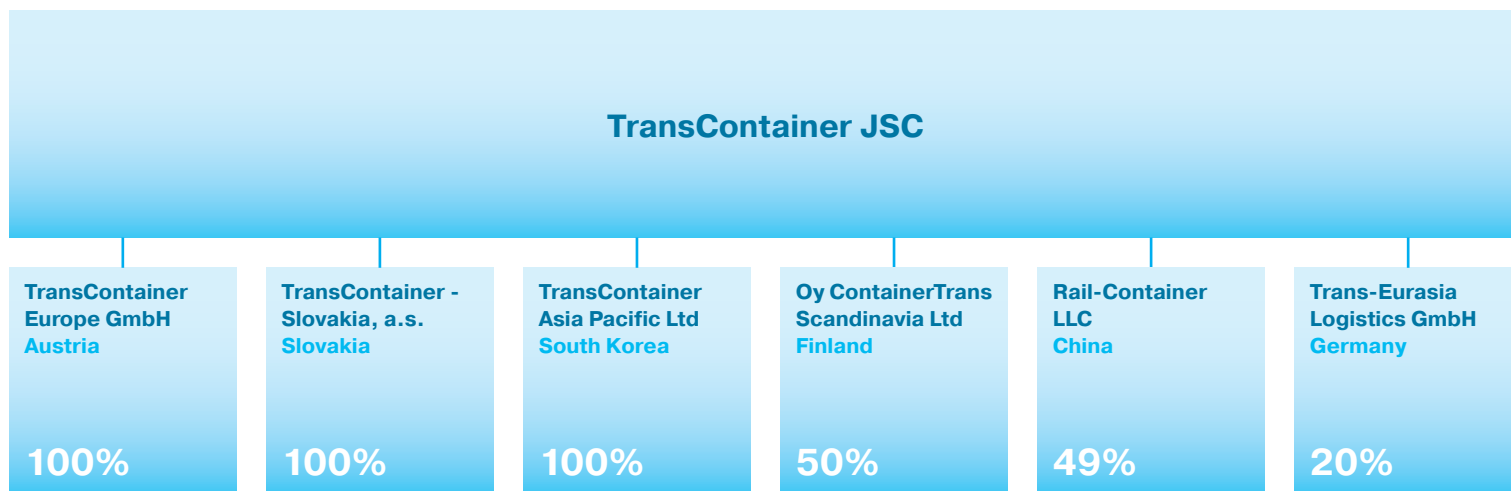 TransContainer JSC
TransContainer
Europe GmbH
Austria
100%
TransContainer -
Slovakia, a.s.
Slovakia
100%
TransContainer
Asia Pacific Ltd
South Korea
100%
Oy ContainerTrans
Scandinavia Ltd
Finland
50%
Rail-Container
LLC
China
49%
Trans-Eurasia
Logistics GmbH
Germany
20%